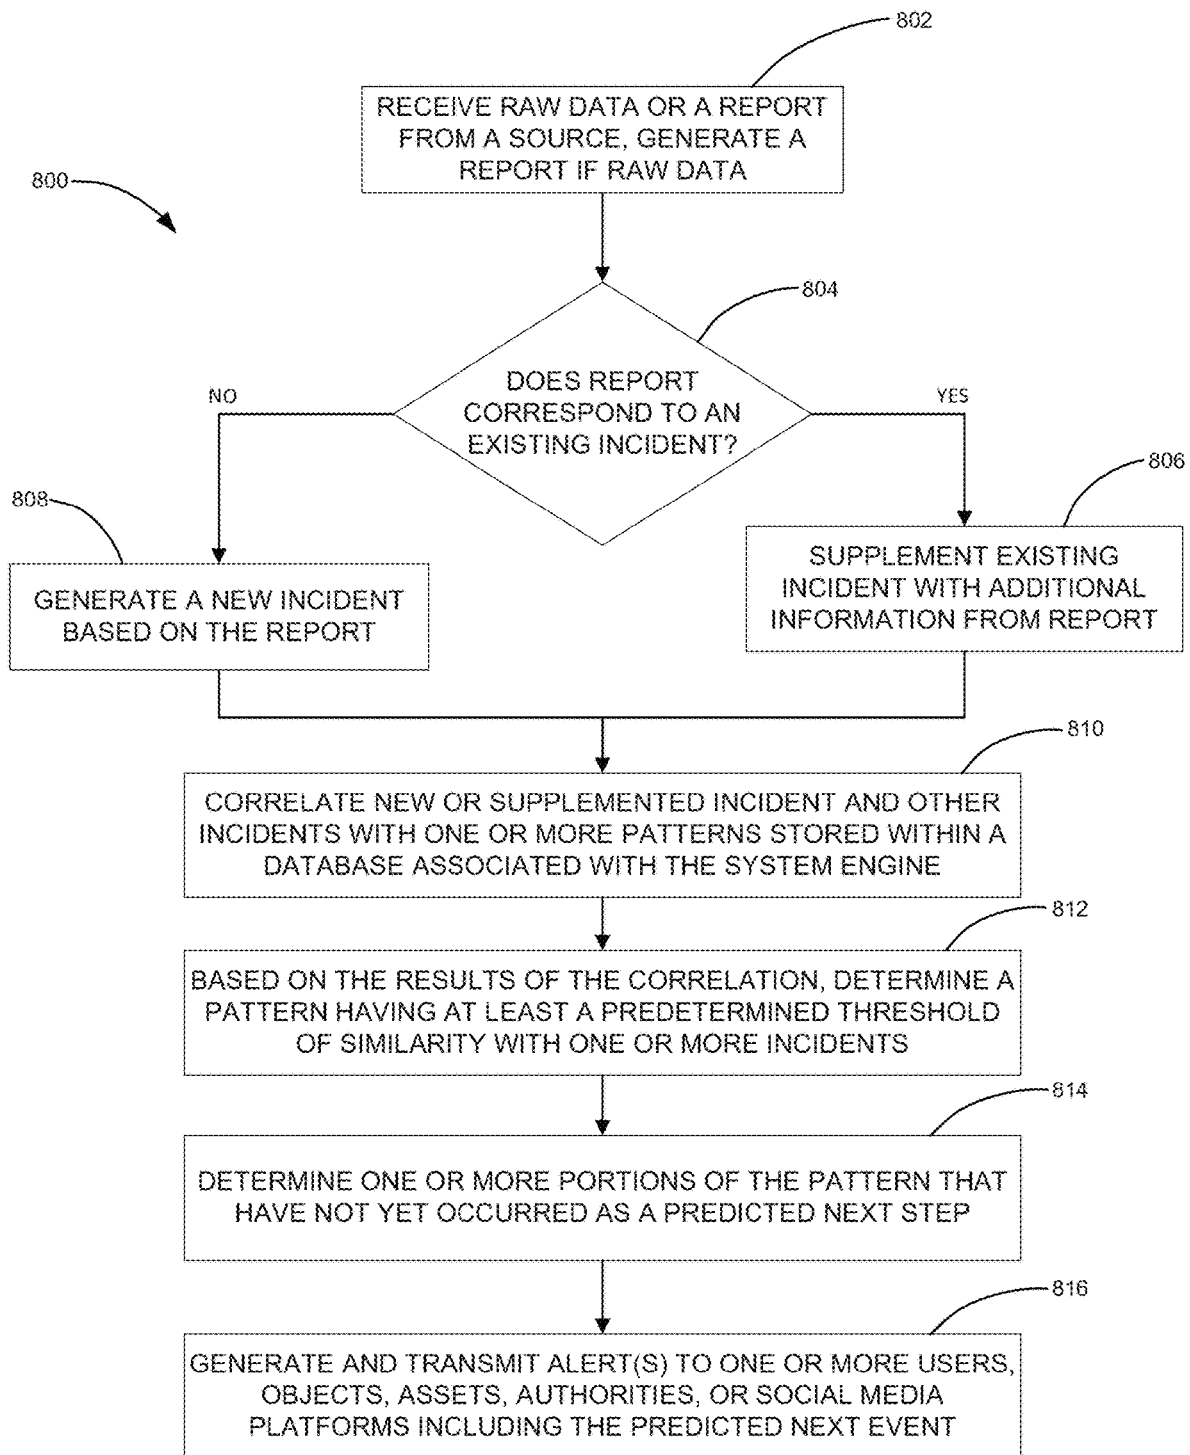 802
RECEIVE RAW DATA OR A REPORT
FROM A SOURCE, GENERATE A
REPORT IF RAW DATA
800
804
DOES REPORT
CORRESPOND TO AN
EXISTING INCIDENT?
NO
YES
806
808
SUPPLEMENT EXISTING
INCIDENT WITH ADDITIONAL
INFORMATION FROM REPORT
GENERATE A NEW INCIDENT
BASED ON THE REPORT
810
CORRELATE NEW OR SUPPLEMENTED INCIDENT AND OTHER
INCIDENTS WITH ONE OR MORE PATTERNS STORED WITHIN A
DATABASE ASSOCIATED WITH THE SYSTEM ENGINE
812
BASED ON THE RESULTS OF THE CORRELATION, DETERMINE A
PATTERN HAVING AT LEAST A PREDETERMINED THRESHOLD
OF SIMILARITY WITH ONE OR MORE INCIDENTS
814
DETERMINE ONE OR MORE PORTIONS OF THE PATTERN THAT
HAVE NOT YET OCCURRED AS A PREDICTED NEXT STEP
816
GENERATE AND TRANSMIT ALERT(S) TO ONE OR MORE USERS,
OBJECTS, ASSETS, AUTHORITIES, OR SOCIAL MEDIA
PLATFORMS INCLUDING THE PREDICTED NEXT EVENT